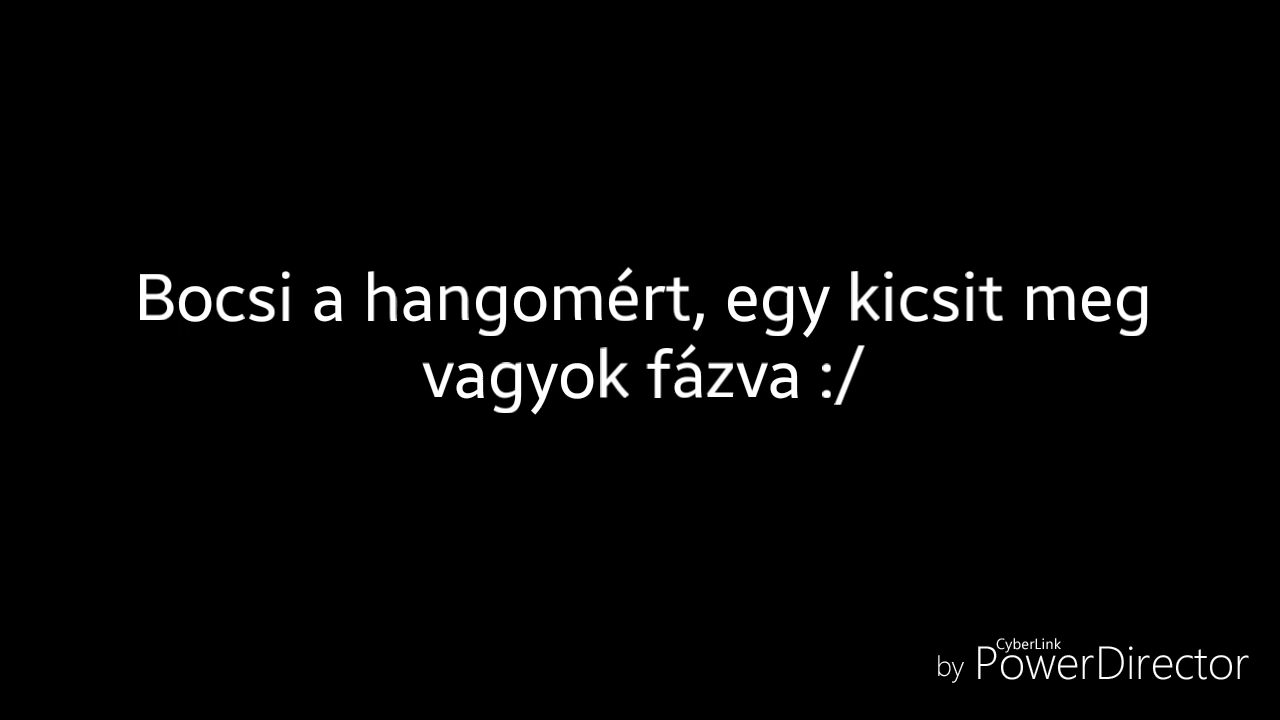 Bocsi a hangomért, egy kicsit meg
vagyok fázva :/
CyberLink
by PowerDirector